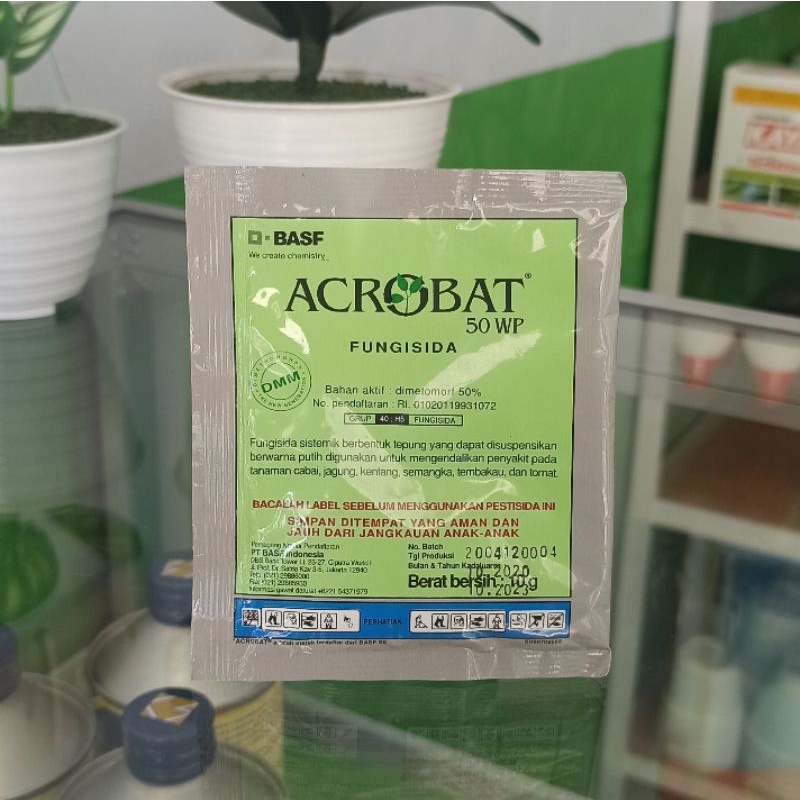 BASF
We create chemistry
ACROBAT®
50 WP
FUNGISIDA
DMM
Bahan aktif : dimetomorf 50%
No. pendaftaran : RI. 01020119931072
GRUP 40 ; H5 FUNGISIDA
Fungisida sistemik berbentuk tepung yang dapat disuspensikan
berwarna putih digunakan untuk mengendalikan penyakit pada
tanaman cabai, jagung, kentang, semangka, tembakau, dan tomat.
BACALAH LABEL SEBELUM MENGGUNAKAN PESTISIDA INI
SIMPAN DITEMPAT YANG AMAN DAN
JAUH DARI JANGKAUAN ANAK-ANAK
Pemegang Nomor Pendaftaran
PT BASF Indonesia
No. Batch 2004120004
Tgl Produksi 10.2020
Bulan & Tahun Kadaluarsa 10.2023
Berat bersih : 10 g
PERHATIAN